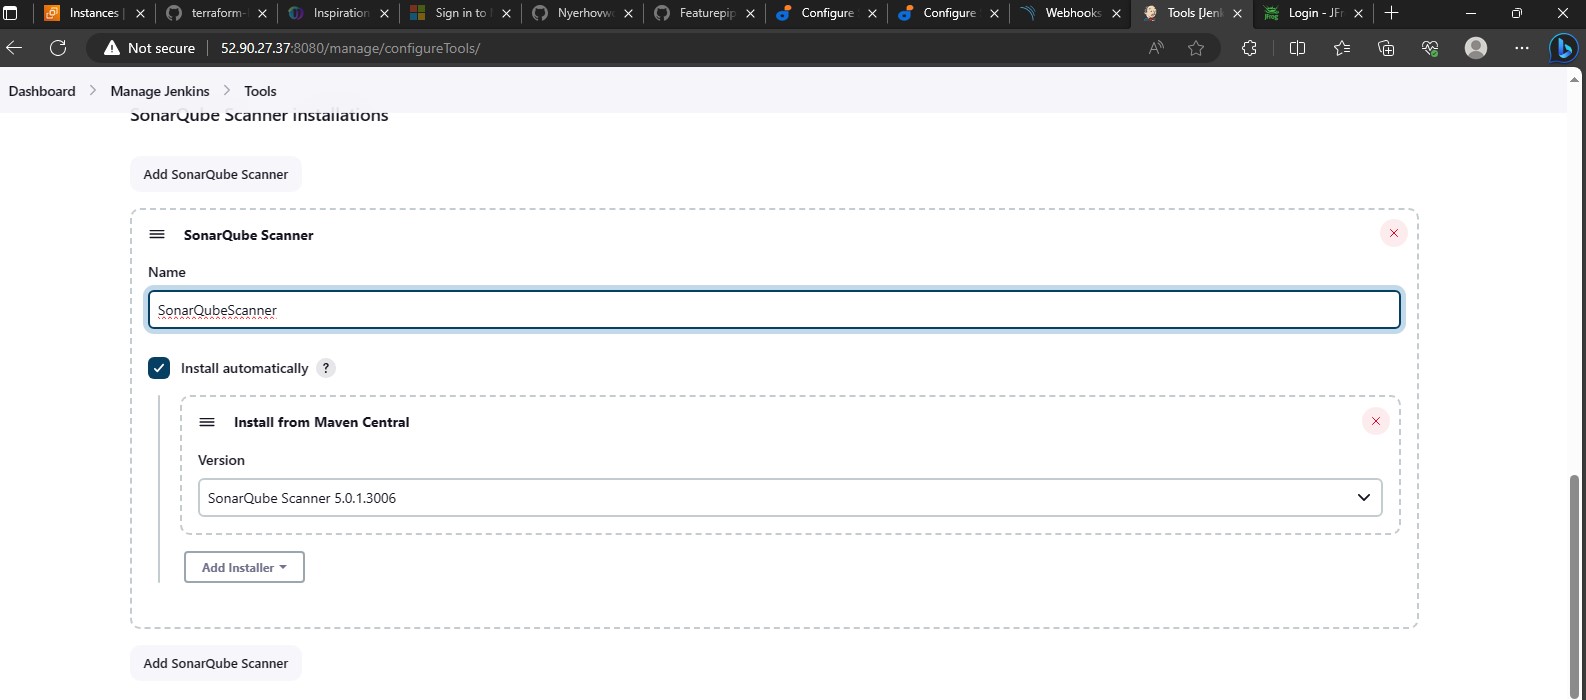 Instances
terraform-
Inspiration
Sign in to
Nyerhovwo
Featurepip
Configure
Configure
Webhooks
Tools [Jenk
Login - JFr
Not secure
52.90.27.37:8080/manage/configureTools/
Dashboard > Manage Jenkins > Tools
SonarQube Scanner installations
Add SonarQube Scanner
SonarQube Scanner
Name
SonarQubeScanner
Install automatically ?
Install from Maven Central
Version
SonarQube Scanner 5.0.1.3006
Add Installer
Add SonarQube Scanner